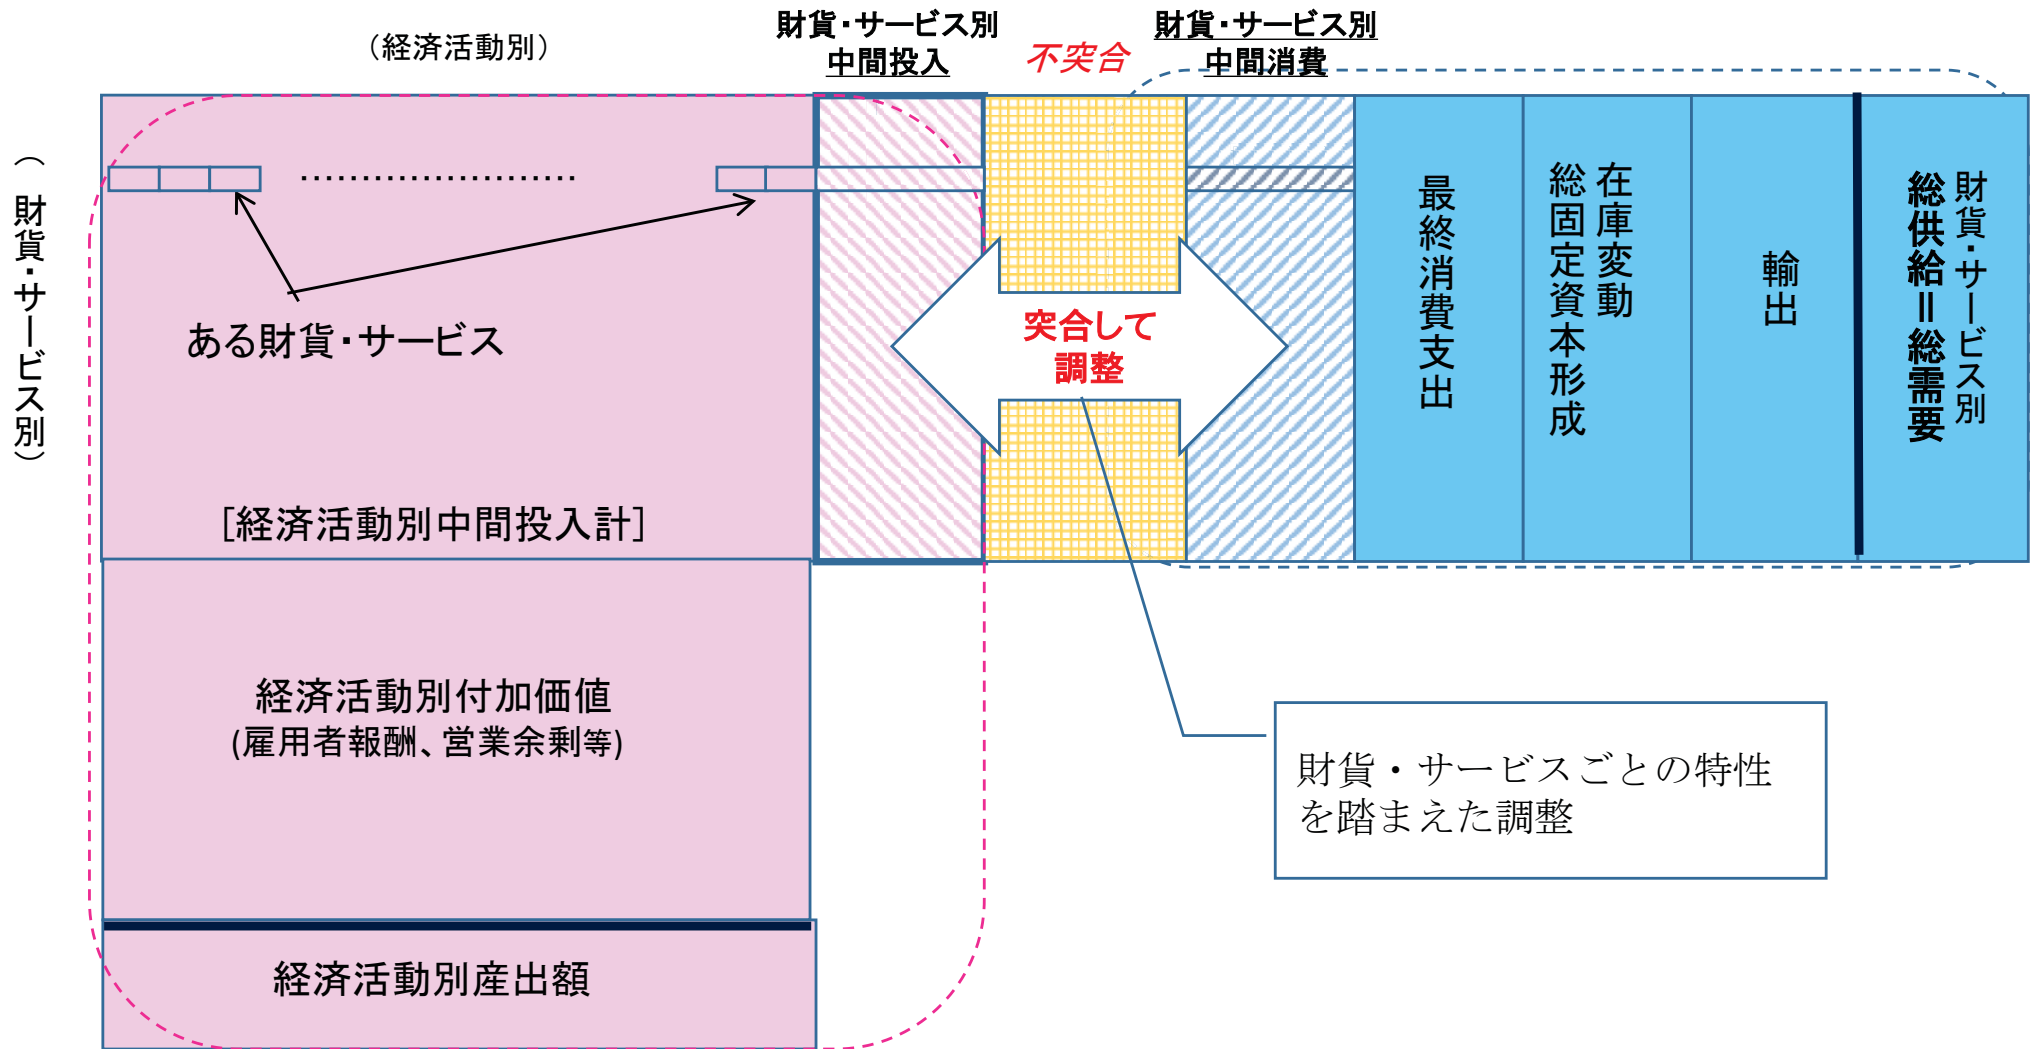 （経済活動別）
財貨・サービス別
中間投入
不突合
財貨・サービス別
中間消費
（財貨・サービス別）
‥‥‥‥‥‥‥‥‥‥‥
ある財貨・サービス
[経済活動別中間投入計]
突合して
調整
最終消費支出
在庫変動
総固定資本形成
輸出
財貨・サービス別
総供給＝総需要
経済活動別付加価値
(雇用者報酬、営業余剰等)
財貨・サービスごとの特性
を踏まえた調整
経済活動別産出額